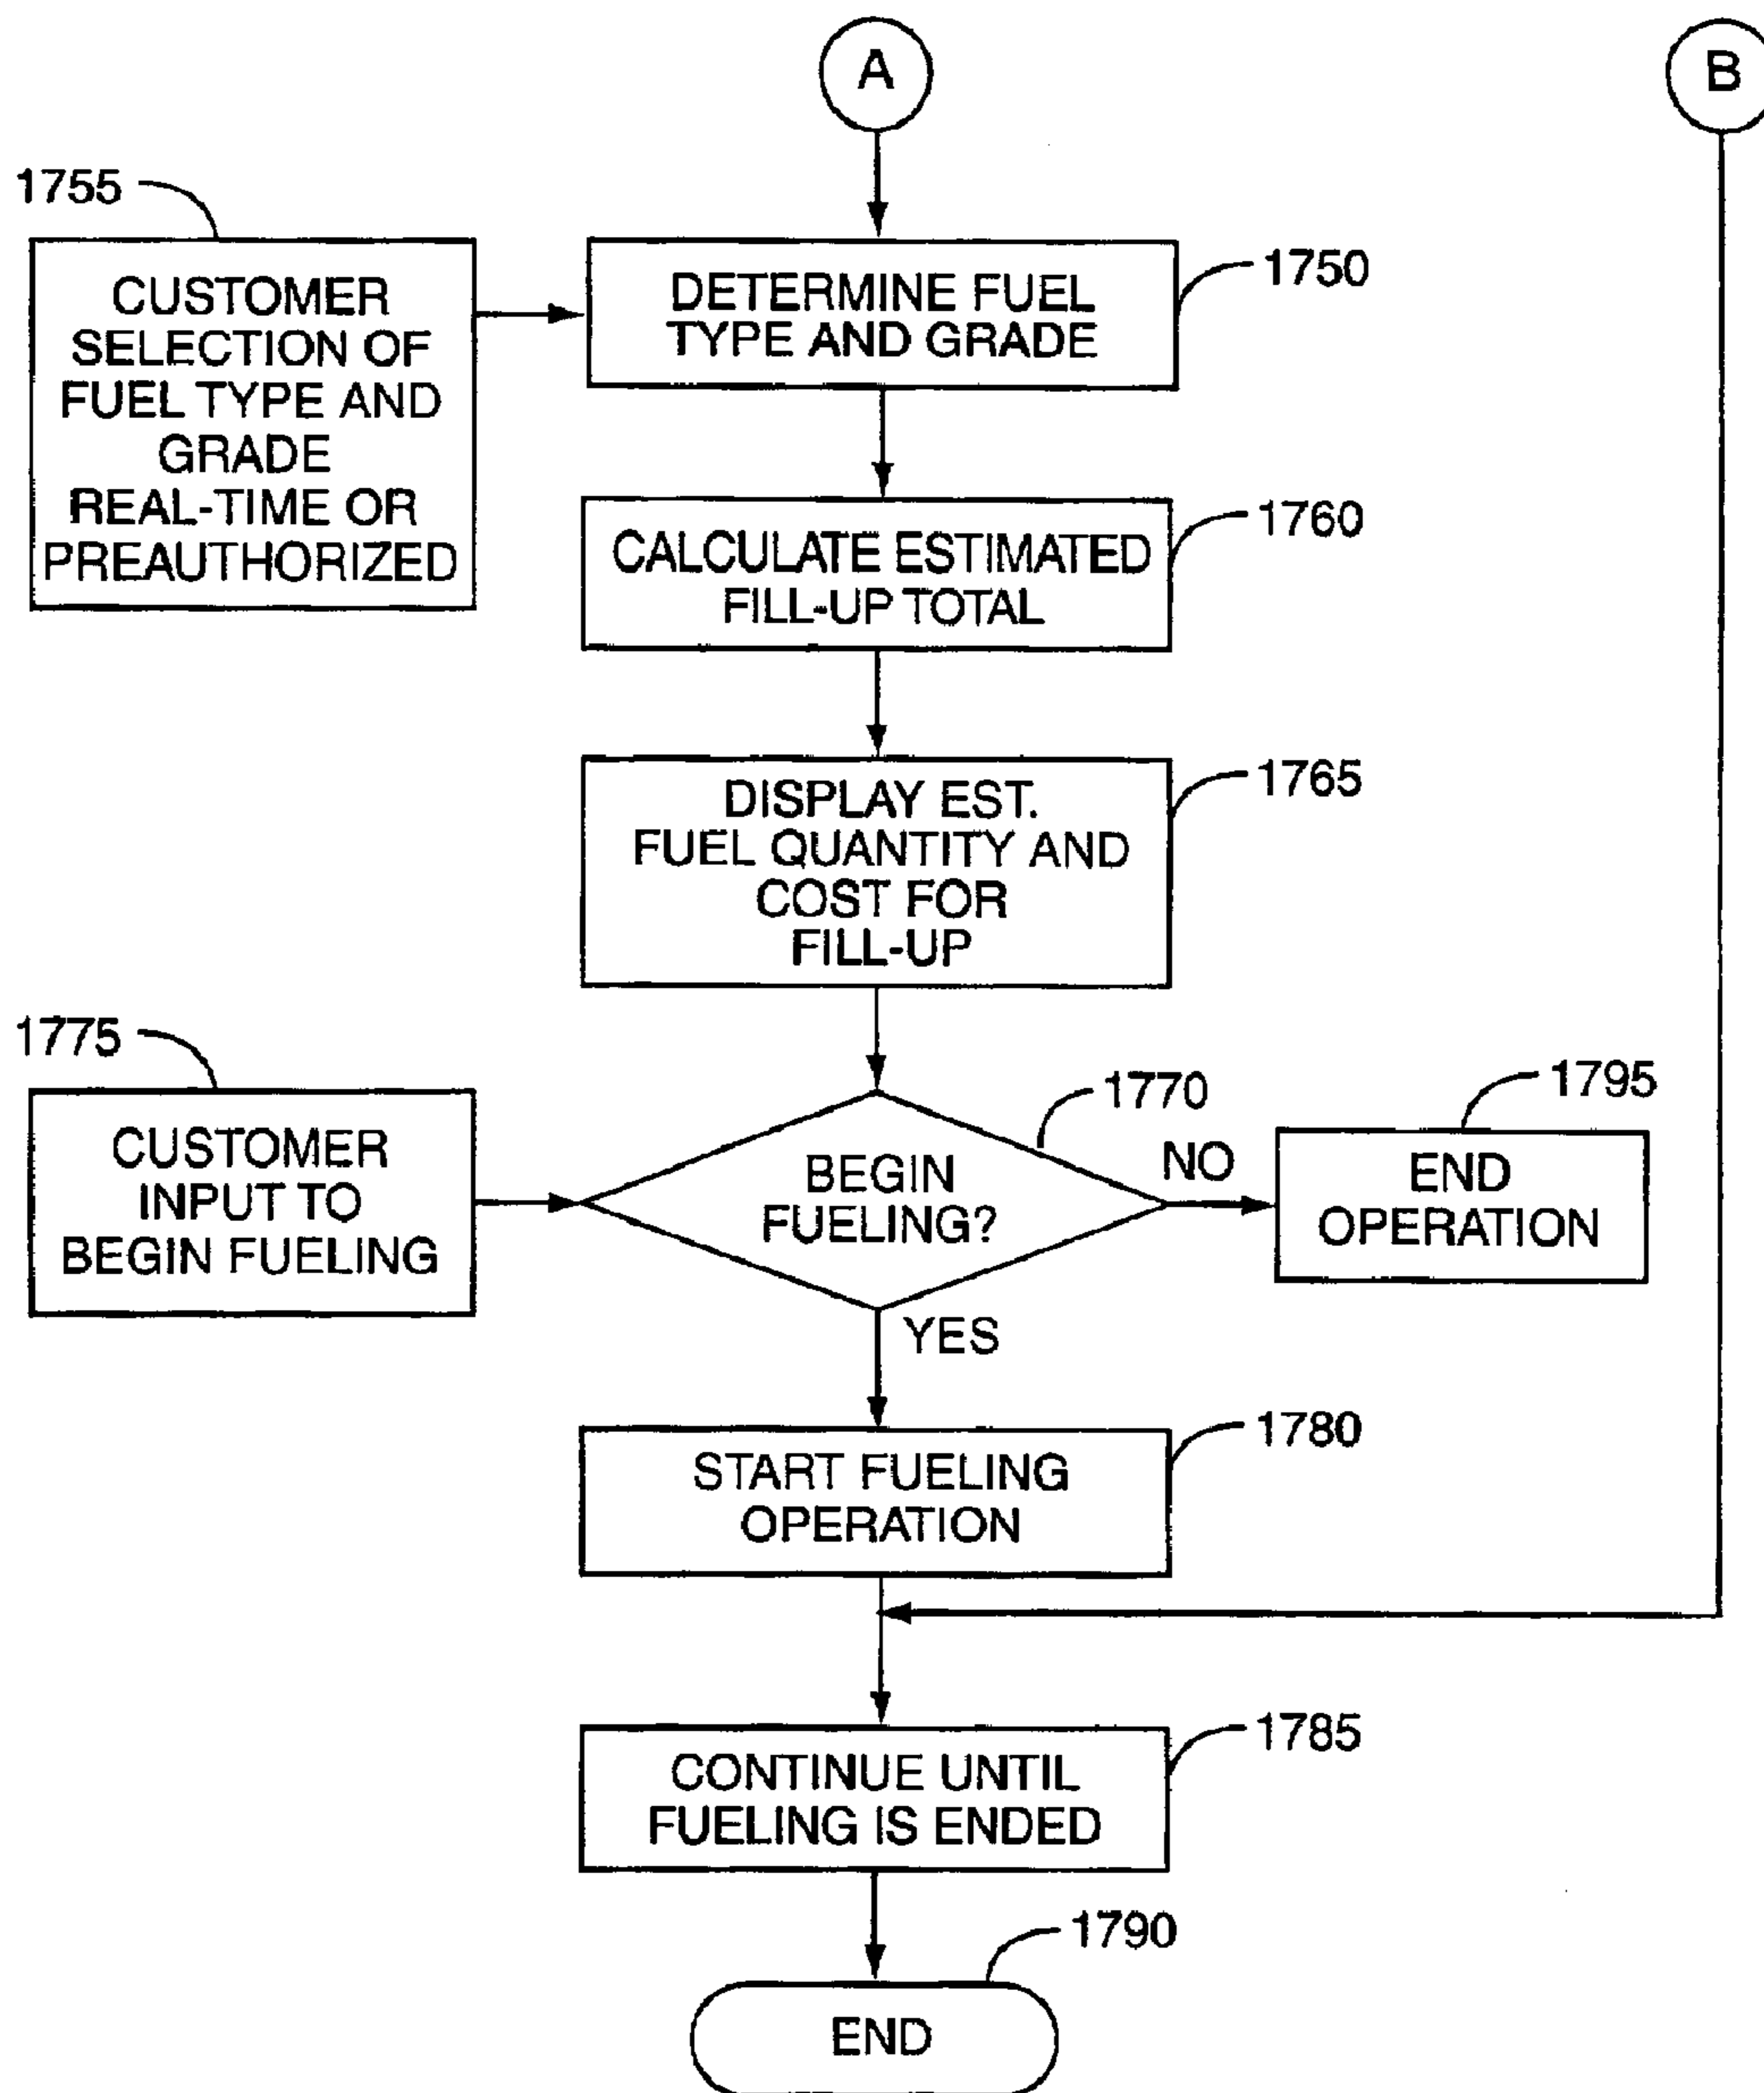 A
B
1755
CUSTOMER
SELECTION OF
FUEL TYPE AND
GRADE
REAL-TIME OR
PREAUTHORIZED
DETERMINE FUEL
TYPE AND GRADE
1750
CALCULATE ESTIMATED
FILL-UP TOTAL
1760
DISPLAY EST.
FUEL QUANTITY AND
COST FOR
FILL-UP
1765
1775
CUSTOMER
INPUT TO
BEGIN FUELING
BEGIN
FUELING?
1770
NO
1795
END
OPERATION
YES
START FUELING
OPERATION
1780
CONTINUE UNTIL
FUELING IS ENDED
1785
1790
END